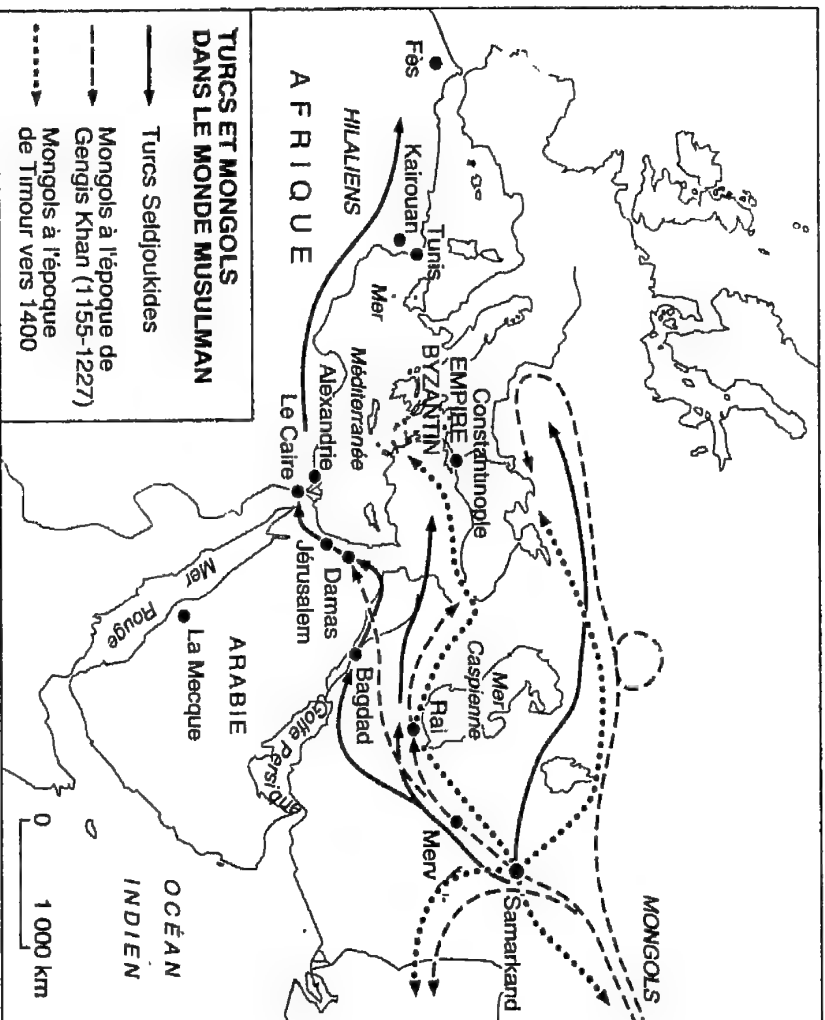 TURCS ET MONGOLS
DANS LE MONDE MUSULMAN
Turcs Seldjoukides
Mongols à l'époque de
Gengis Khan (1155-1227)
Mongols à l'époque
de Timour vers 1400
MONGOLS
Samarkand
Merv
Mer
Caspienne
Rai
Constantinople
EMPIRE
BYZANTIN
Mer
Méditerranée
Tunis
Kairouan
Fès
HILALIENS
AFRIQUE
Alexandrie
Le Caire
Jérusalem
Damas
Bagdad
Golfe Persique
ARABIE
La Mecque
Mer
Rouge
OCÉAN
INDIEN
0 1 000 km